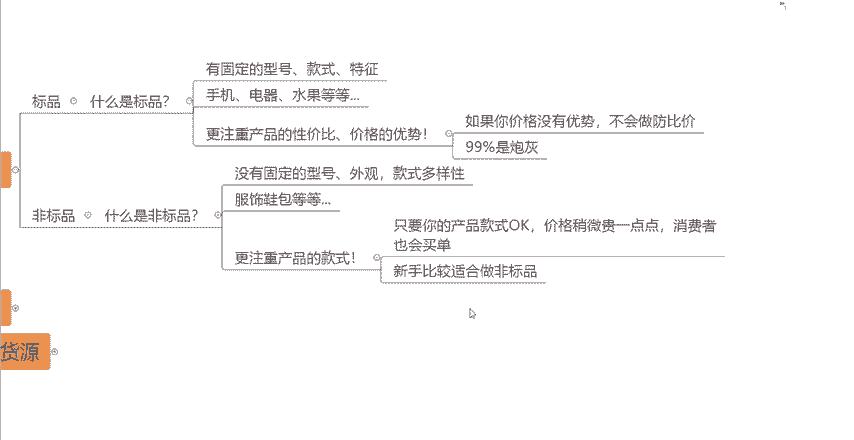 标品
什么是标品？
有固定的型号、款式、特征
手机、电器、水果等等...
更注重产品的性价比、价格的优势！
如果你价格没有优势，不会做防比价
99%是炮灰
非标品
什么是非标品？
没有固定的型号、外观，款式多样性
服饰鞋包等等...
更注重产品的款式！
只要你的产品款式OK，价格稍微贵一点点，消费者
也会买单
新手比较适合做非标品
货源